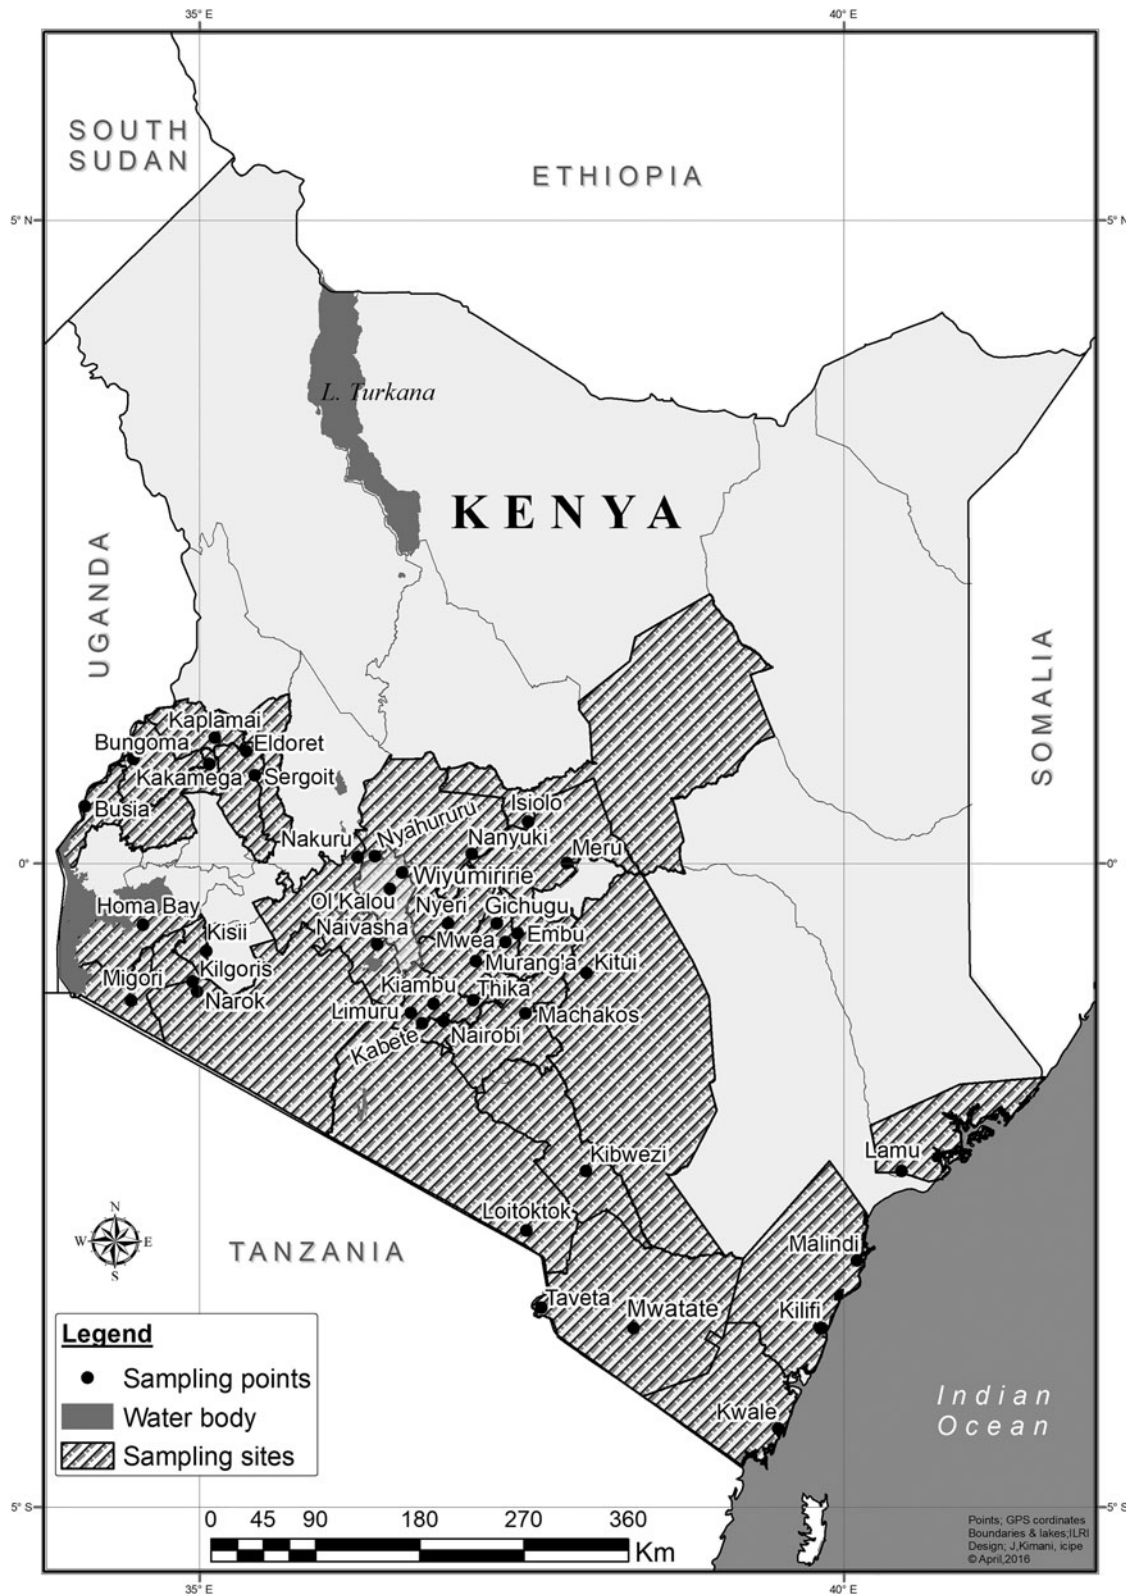 35° E
40° E
SOUTH
SUDAN
ETHIOPIA
5° N
5° N
L. Turkana
KENYA
UGANDA
SOMALIA
Kaplamai
Bungoma
Eldoret
Kakamega
Sergoit
Busia
Isiolo
Nakuru
Nyahururu
Nanyuki
Meru
0°
0°
Wiyumiririe
Ol Kalou
Nyeri
Gichugu
Homa Bay
Naivasha
Mwea
Embu
Kisii
Murang'a
Kitui
Kilgoris
Migori
Narok
Kiambu
Thika
Limuru
Machakos
Kabete
Nairobi
Lamu
Kibwezi
Loitoktok
N
W
E
S
TANZANIA
Malindi
Taveta
Mwatate
Kilifi
Kwale
Legend
Sampling points
Water body
Sampling sites
Indian
Ocean
5° S
5° S
0 45 90 180 270 360
Km
Points; GPS cordinates
Boundaries & lakes;ILRI
Design; J,Kimani, icipe
© April,2016
35° E
40° E